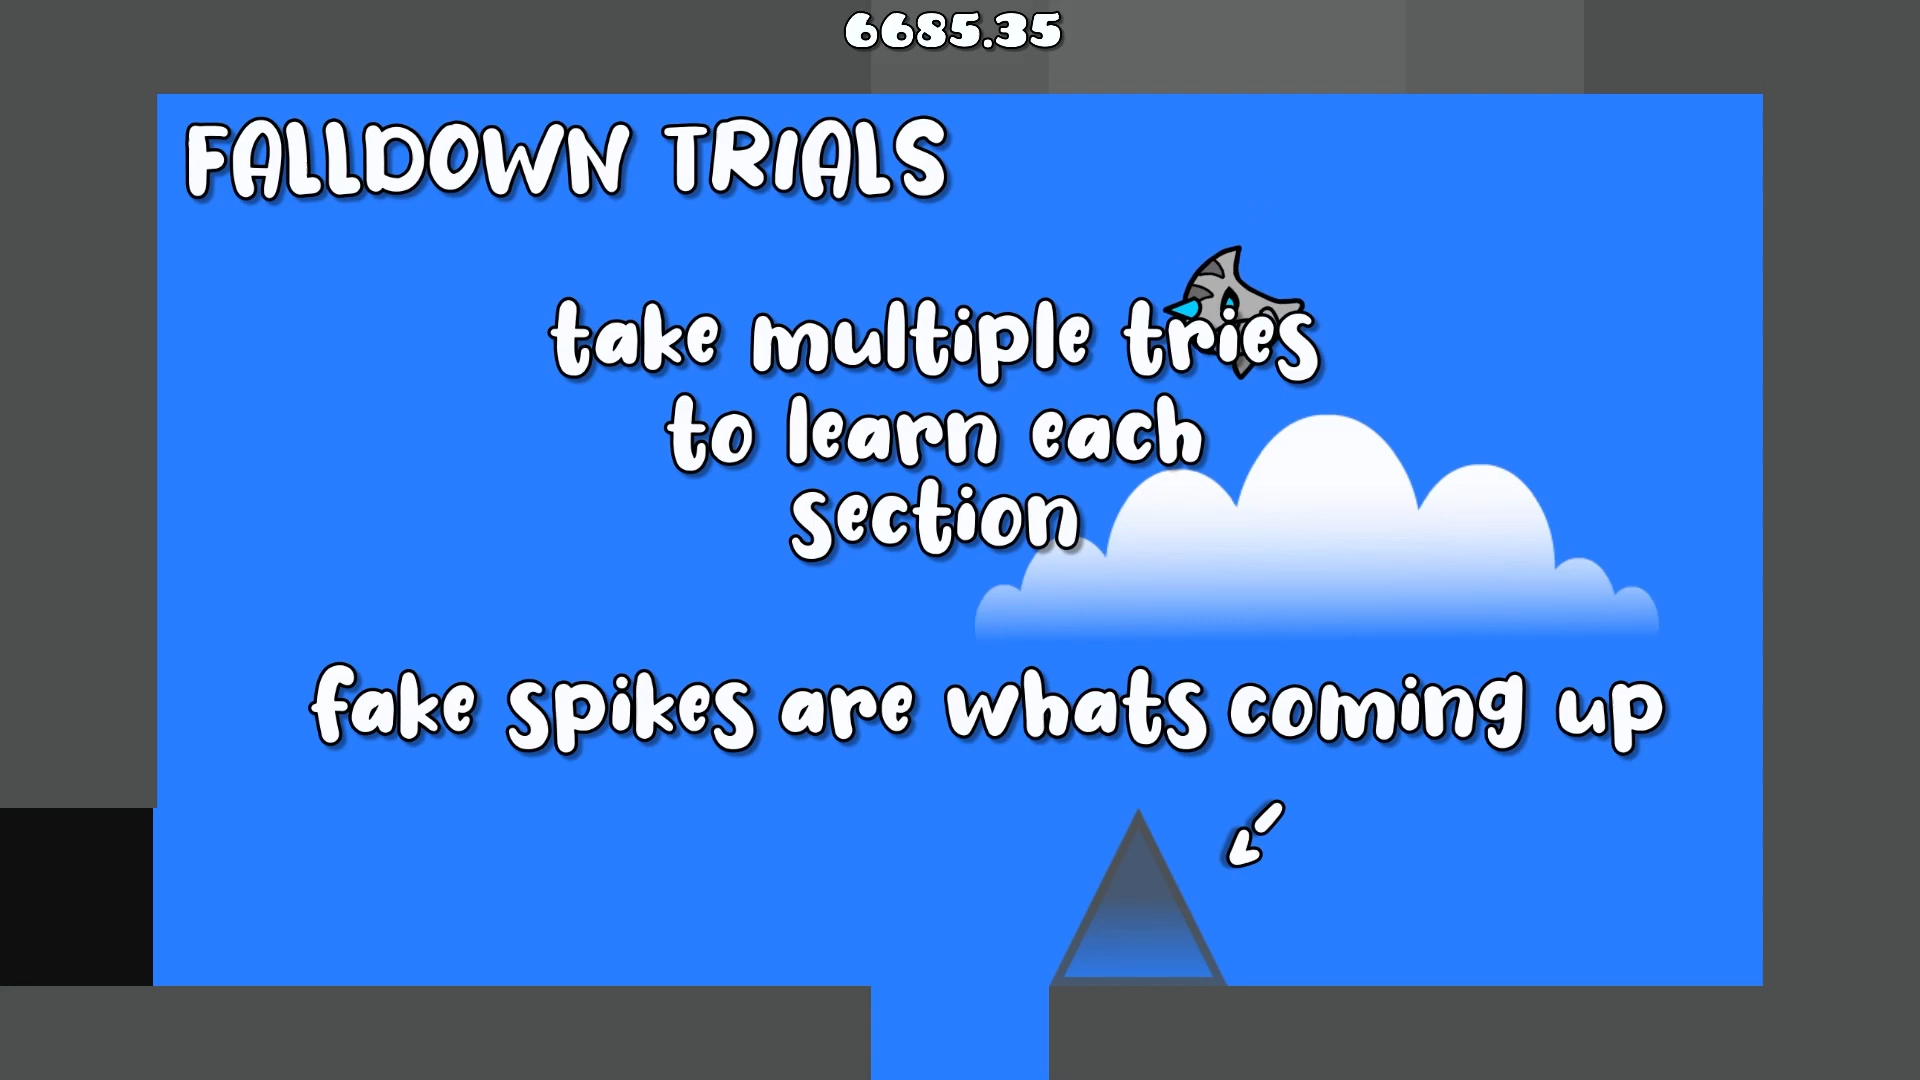 6685.35
FALLDOWN TRIALS
take multiple tries
to learn each
section
fake spikes are whats coming up